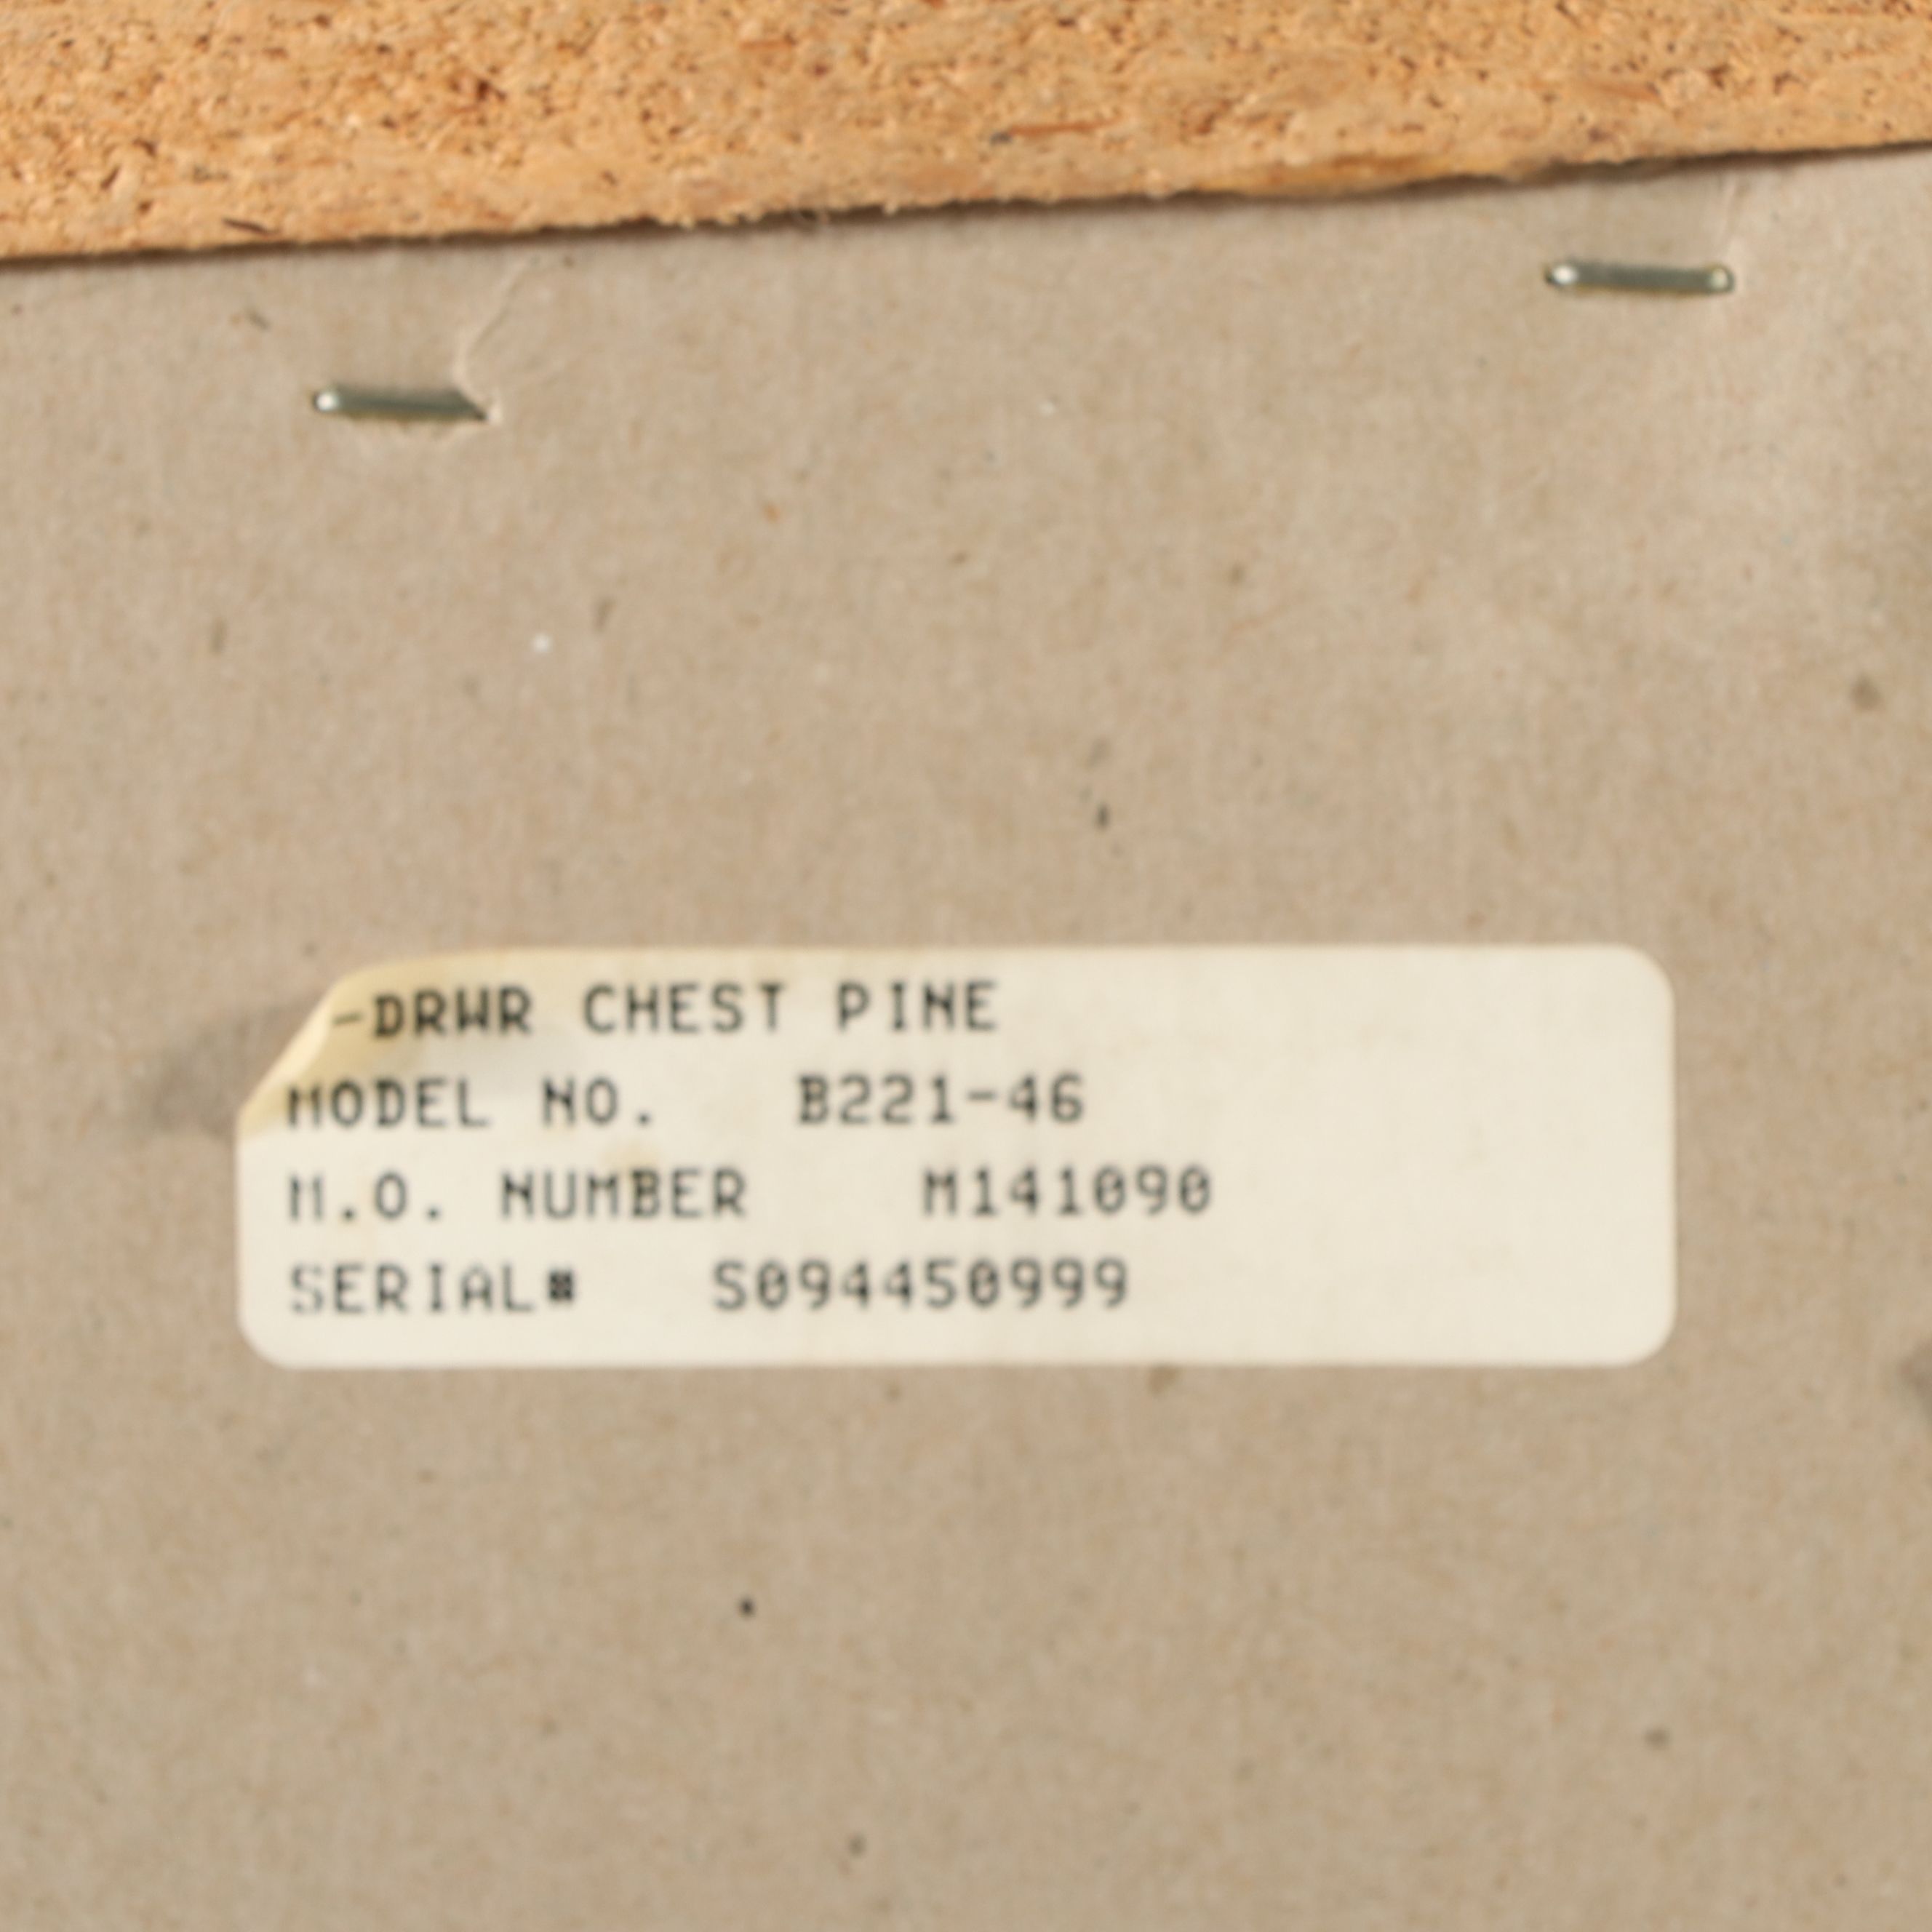 -DRWR CHEST PINE
MODEL NO. B221-46
M.O. NUMBER M141090
SERIAL# S094450999